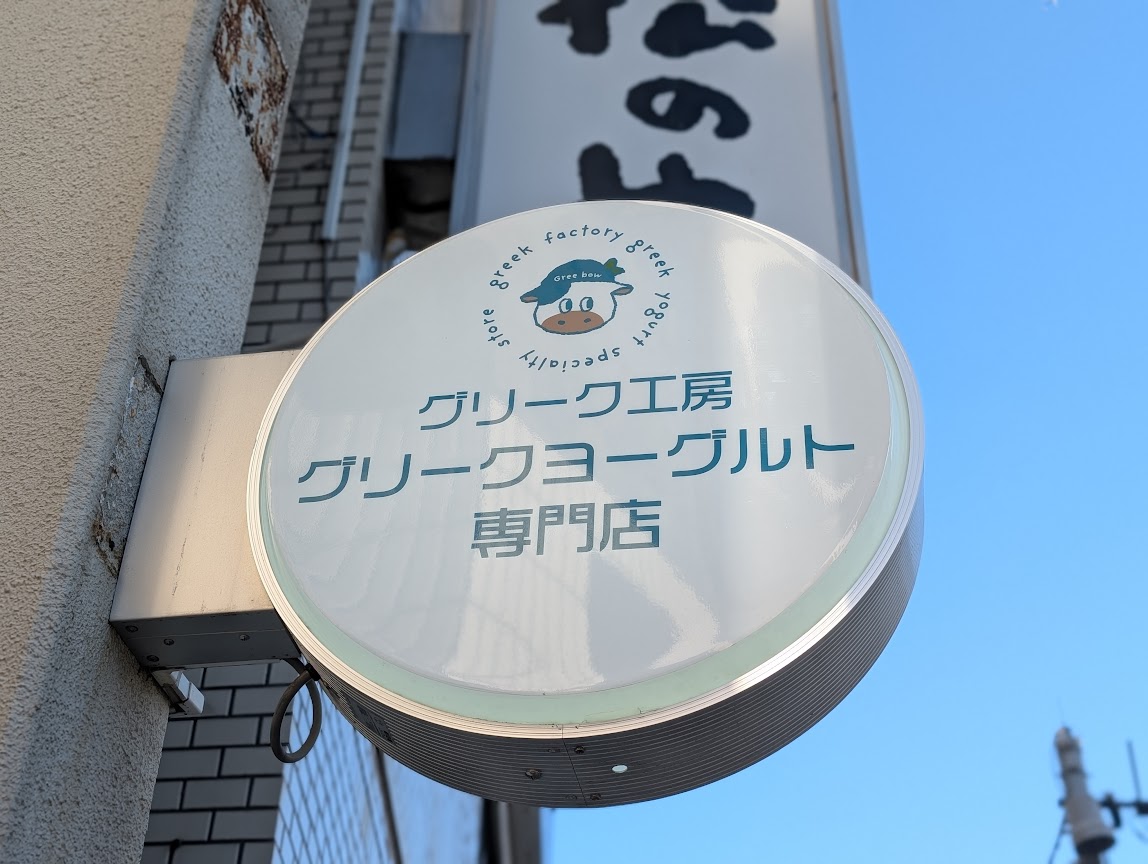 の
greek factory greek yogurt specialty store
Gree bow
グリーク工房
グリークヨーグルト
専門店